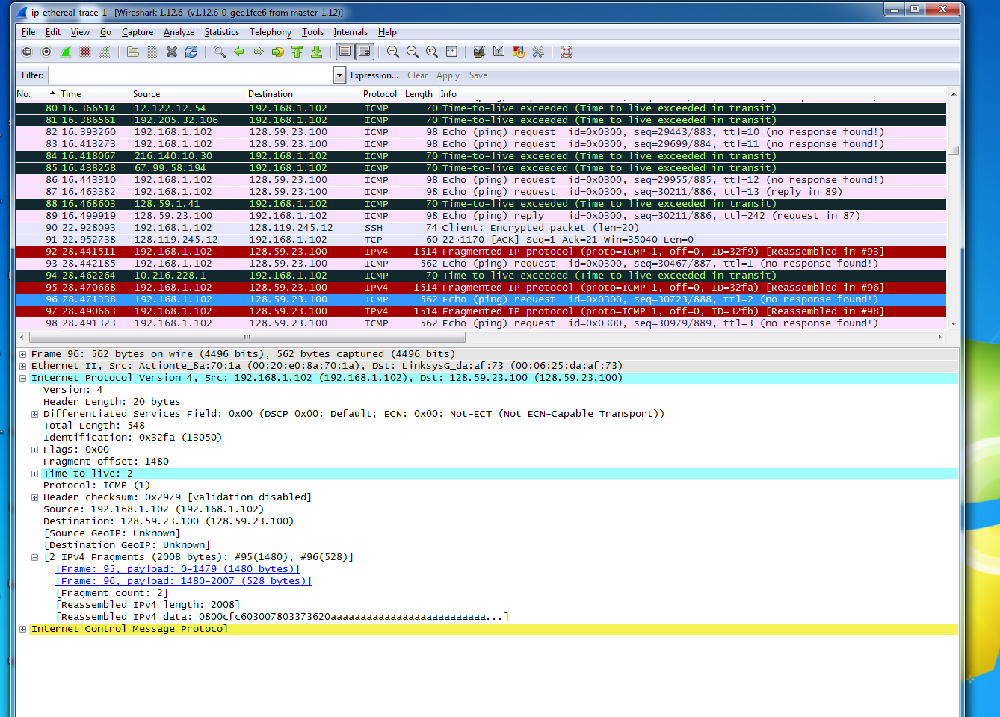 ip-ethereal-trace-1 [Wireshark 1.12.6 (v1.12.6-0-gee1fce6 from master-1.12)]
File Edit View Go Capture Analyze Statistics Telephony Tools Internals Help
Filter: Expression... Clear Apply Save
No. Time Source Destination Protocol Length Info
80 16.366514 12.122.12.54 192.168.1.102 ICMP 70 Time-to-live exceeded (Time to live exceeded in transit)
81 16.386561 192.205.32.106 192.168.1.102 ICMP 70 Time-to-live exceeded (Time to live exceeded in transit)
82 16.393260 192.168.1.102 128.59.23.100 ICMP 98 Echo (ping) request id=0x0300, seq=29443/883, ttl=10 (no response found!)
83 16.413273 192.168.1.102 128.59.23.100 ICMP 98 Echo (ping) request id=0x0300, seq=29699/884, ttl=11 (no response found!)
84 16.418067 216.140.10.30 192.168.1.102 ICMP 70 Time-to-live exceeded (Time to live exceeded in transit)
85 16.438258 67.99.58.194 192.168.1.102 ICMP 70 Time-to-live exceeded (Time to live exceeded in transit)
86 16.443310 192.168.1.102 128.59.23.100 ICMP 98 Echo (ping) request id=0x0300, seq=29955/885, ttl=12 (no response found!)
87 16.463382 192.168.1.102 128.59.23.100 ICMP 98 Echo (ping) request id=0x0300, seq=30211/886, ttl=13 (reply in 89)
88 16.468603 128.59.1.41 192.168.1.102 ICMP 70 Time-to-live exceeded (Time to live exceeded in transit)
89 16.499919 128.59.23.100 192.168.1.102 ICMP 98 Echo (ping) reply id=0x0300, seq=30211/886, ttl=242 (request in 87)
90 22.928093 192.168.1.102 128.119.245.12 SSH 74 Client: Encrypted packet (len=20)
91 22.952738 128.119.245.12 192.168.1.102 TCP 60 22→1170 [ACK] Seq=1 Ack=21 Win=35040 Len=0
92 28.441511 192.168.1.102 128.59.23.100 IPv4 1514 Fragmented IP protocol (proto=ICMP 1, off=0, ID=32f9) [Reassembled in #93]
93 28.442185 192.168.1.102 128.59.23.100 ICMP 562 Echo (ping) request id=0x0300, seq=30467/887, ttl=1 (no response found!)
94 28.462264 10.216.228.1 192.168.1.102 ICMP 70 Time-to-live exceeded (Time to live exceeded in transit)
95 28.470668 192.168.1.102 128.59.23.100 IPv4 1514 Fragmented IP protocol (proto=ICMP 1, off=0, ID=32fa) [Reassembled in #96]
96 28.471338 192.168.1.102 128.59.23.100 ICMP 562 Echo (ping) request id=0x0300, seq=30723/888, ttl=2 (no response found!)
97 28.490663 192.168.1.102 128.59.23.100 IPv4 1514 Fragmented IP protocol (proto=ICMP 1, off=0, ID=32fb) [Reassembled in #98]
98 28.491323 192.168.1.102 128.59.23.100 ICMP 562 Echo (ping) request id=0x0300, seq=30979/889, ttl=3 (no response found!)
Frame 96: 562 bytes on wire (4496 bits), 562 bytes captured (4496 bits)
Ethernet II, Src: Actionte_8a:70:1a (00:20:e0:8a:70:1a), Dst: LinksysG_da:af:73 (00:06:25:da:af:73)
Internet Protocol Version 4, Src: 192.168.1.102 (192.168.1.102), Dst: 128.59.23.100 (128.59.23.100)
Version: 4
Header Length: 20 bytes
Differentiated Services Field: 0x00 (DSCP 0x00: Default; ECN: 0x00: Not-ECT (Not ECN-Capable Transport))
Total Length: 548
Identification: 0x32fa (13050)
Flags: 0x00
Fragment offset: 1480
Time to live: 2
Protocol: ICMP (1)
Header checksum: 0x2979 [validation disabled]
Source: 192.168.1.102 (192.168.1.102)
Destination: 128.59.23.100 (128.59.23.100)
[Source GeoIP: Unknown]
[Destination GeoIP: Unknown]
[2 IPv4 Fragments (2008 bytes): #95(1480), #96(528)]
[Frame: 95, payload: 0-1479 (1480 bytes)]
[Frame: 96, payload: 1480-2007 (528 bytes)]
[Fragment count: 2]
[Reassembled IPv4 length: 2008]
[Reassembled IPv4 data: 0800cfc603007803373620aaaaaaaaaaaaaaaaaaaaaaaaaa...]
Internet Control Message Protocol